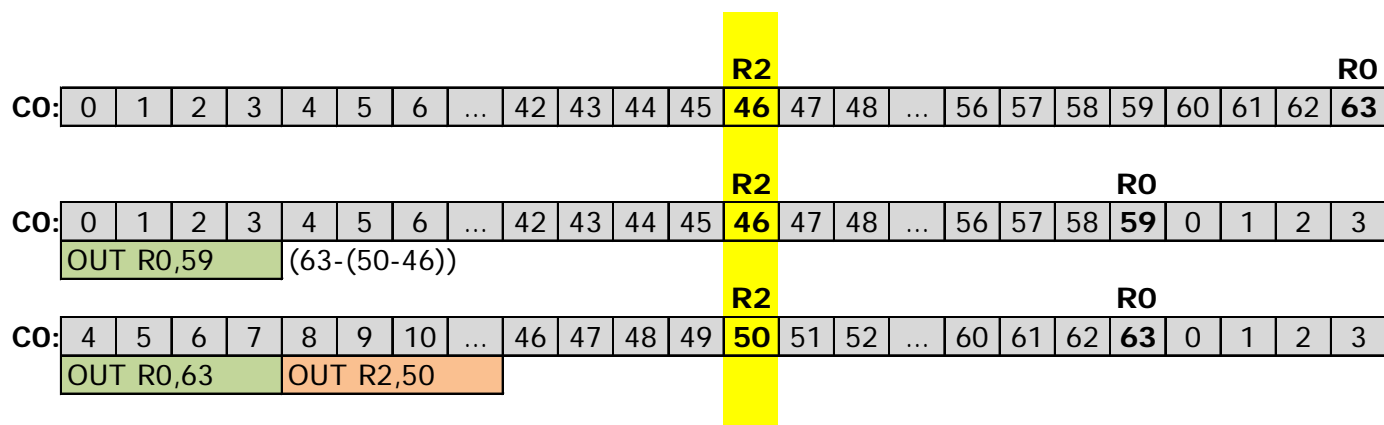 R2 R0
C0: 0 1 2 3 4 5 6 ... 42 43 44 45 46 47 48 ... 56 57 58 59 60 61 62 63
R2 R0
C0: 0 1 2 3 4 5 6 ... 42 43 44 45 46 47 48 ... 56 57 58 59 0 1 2 3
OUT R0,59 (63-(50-46))
R2 R0
C0: 4 5 6 7 8 9 10 ... 46 47 48 49 50 51 52 ... 60 61 62 63 0 1 2 3
OUT R0,63 OUT R2,50